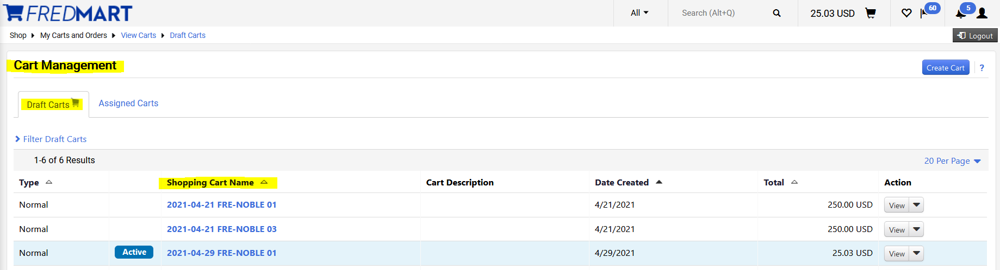 FREDMART
All
Search (Alt+Q)
25.03 USD
60
5
Shop
My Carts and Orders
View Carts
Draft Carts
Logout
Cart Management
Create Cart
?
Draft Carts
Assigned Carts
Filter Draft Carts
1-6 of 6 Results
20 Per Page
Type
Shopping Cart Name
Cart Description
Date Created
Total
Action
Normal
2021-04-21 FRE-NOBLE 01
4/21/2021
250.00 USD
View
Normal
2021-04-21 FRE-NOBLE 03
4/21/2021
250.00 USD
View
Normal
Active
2021-04-29 FRE-NOBLE 01
4/29/2021
25.03 USD
View